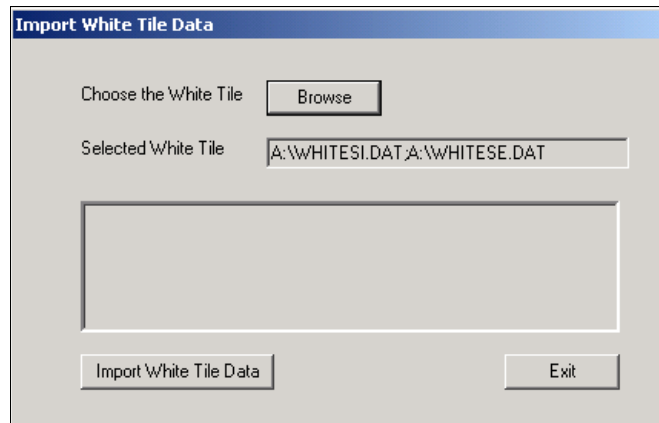 Import White Tile Data
Choose the White Tile Browse
Selected White Tile A:\WHITESI.DAT;A:\WHITESE.DAT
Import White Tile Data Exit